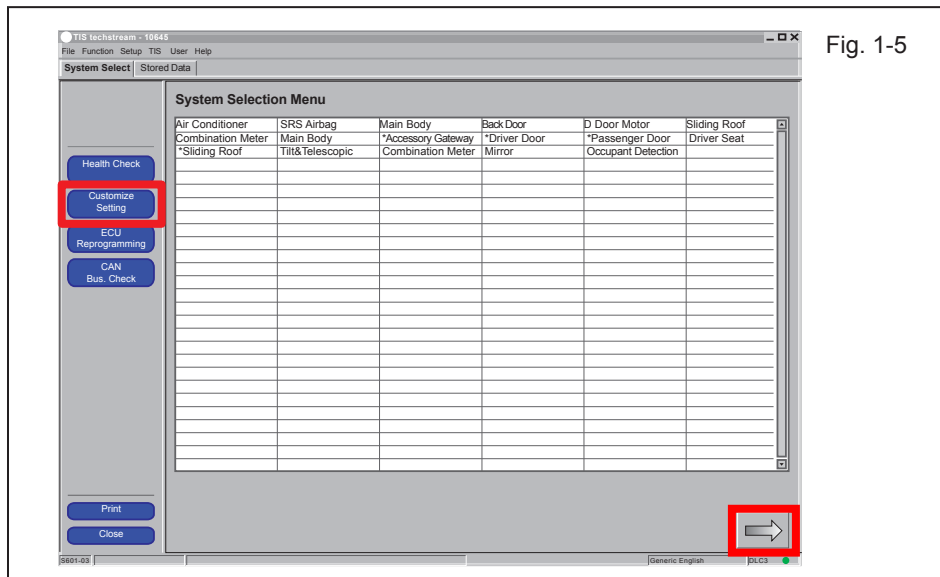 Fig. 1-5
TIS techstream - 10645
File Function Setup TIS User Help
System Select Stored Data
System Selection Menu
Air Conditioner SRS Airbag Main Body Back Door D Door Motor Sliding Roof
Combination Meter Main Body *Accessory Gateway *Driver Door *Passenger Door Driver Seat
*Sliding Roof Tilt&Telescopic Combination Meter Mirror Occupant Detection
Health Check
Customize
Setting
ECU
Reprogramming
CAN
Bus. Check
Print
Close
S601-03 Generic English DLC3